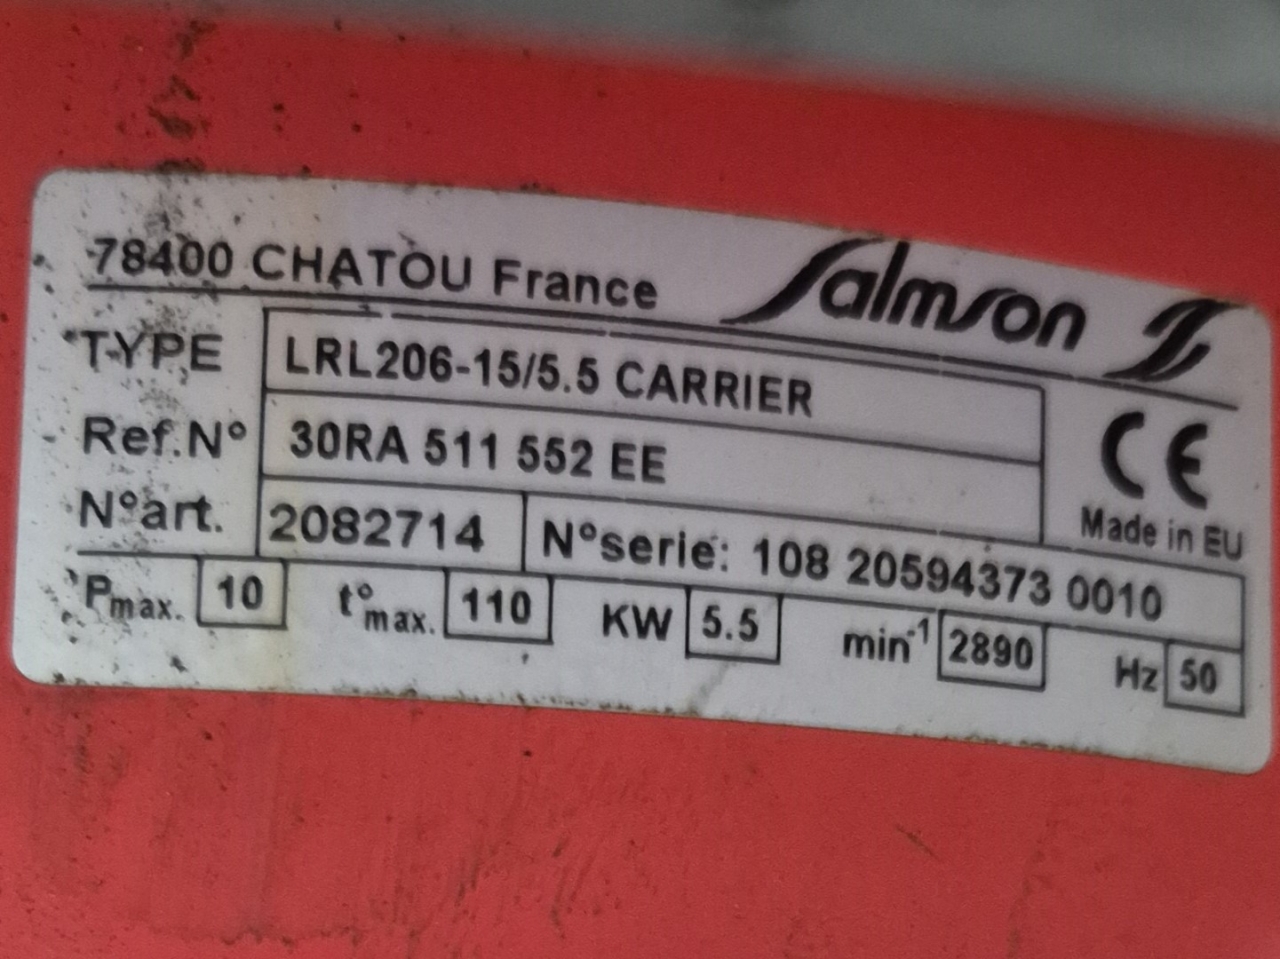 78400 CHATOU France Salmson
TYPE LRL206-15/5.5 CARRIER
Ref.N° 30RA 511 552 EE CE
N°art. 2082714 N°serie: 108 20594373 0010 Made in EU
Pmax. 10 t°max. 110 KW 5.5 min-1 2890 Hz 50